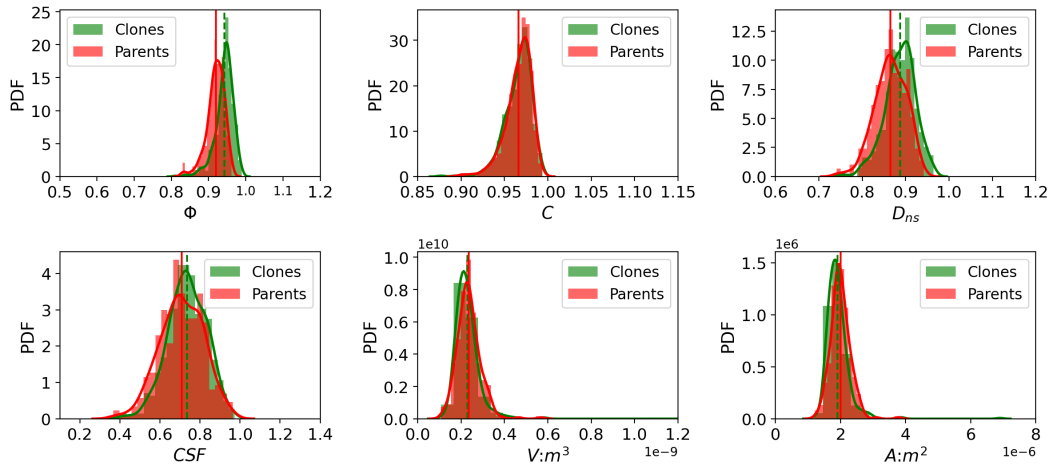 25
20
15
10
5
0
PDF
Clones
Parents
0.5 0.6 0.7 0.8 0.9 1.0 1.1 1.2
Φ
30
20
10
0
PDF
Clones
Parents
0.85 0.90 0.95 1.00 1.05 1.10 1.15
C
12.5
10.0
7.5
5.0
2.5
0.0
PDF
Clones
Parents
0.6 0.7 0.8 0.9 1.0 1.1 1.2
D_ns
4
3
2
1
0
PDF
Clones
Parents
0.2 0.4 0.6 0.8 1.0 1.2 1.4
CSF
1e10
1.0
0.8
0.6
0.4
0.2
0.0
PDF
Clones
Parents
0.0 0.2 0.4 0.6 0.8 1.0 1.2
V:m³
1e−9
1e6
1.5
1.0
0.5
0.0
PDF
Clones
Parents
0 2 4 6 8
A:m²
1e−6